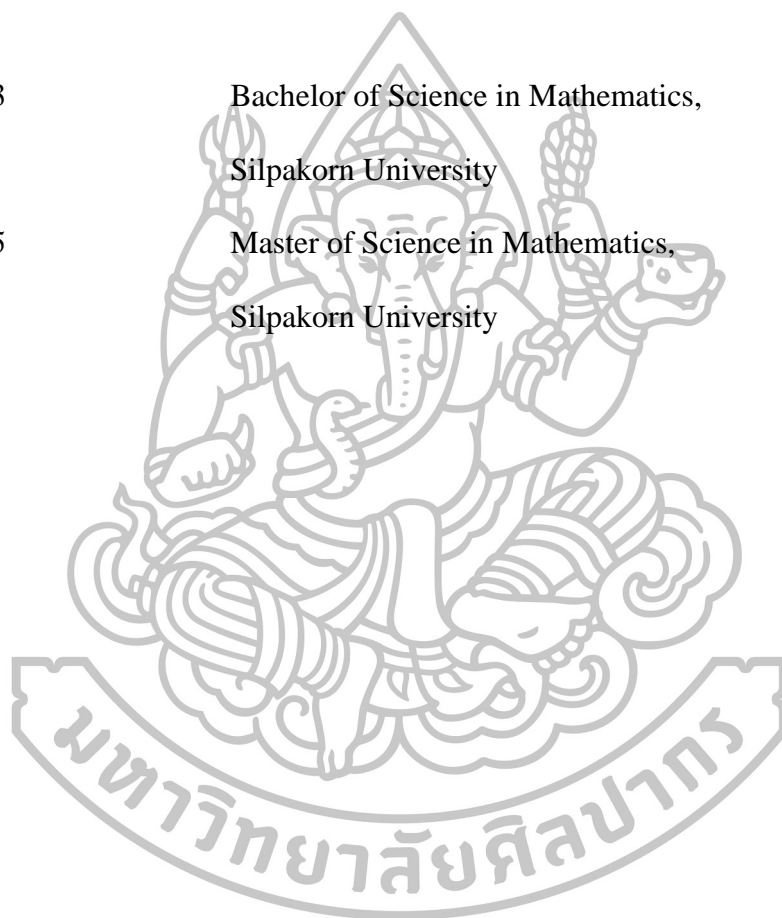 Bachelor of Science in Mathematics,
Silpakorn University
Master of Science in Mathematics,
Silpakorn University
มหาวิทยาลัยศิลปากร